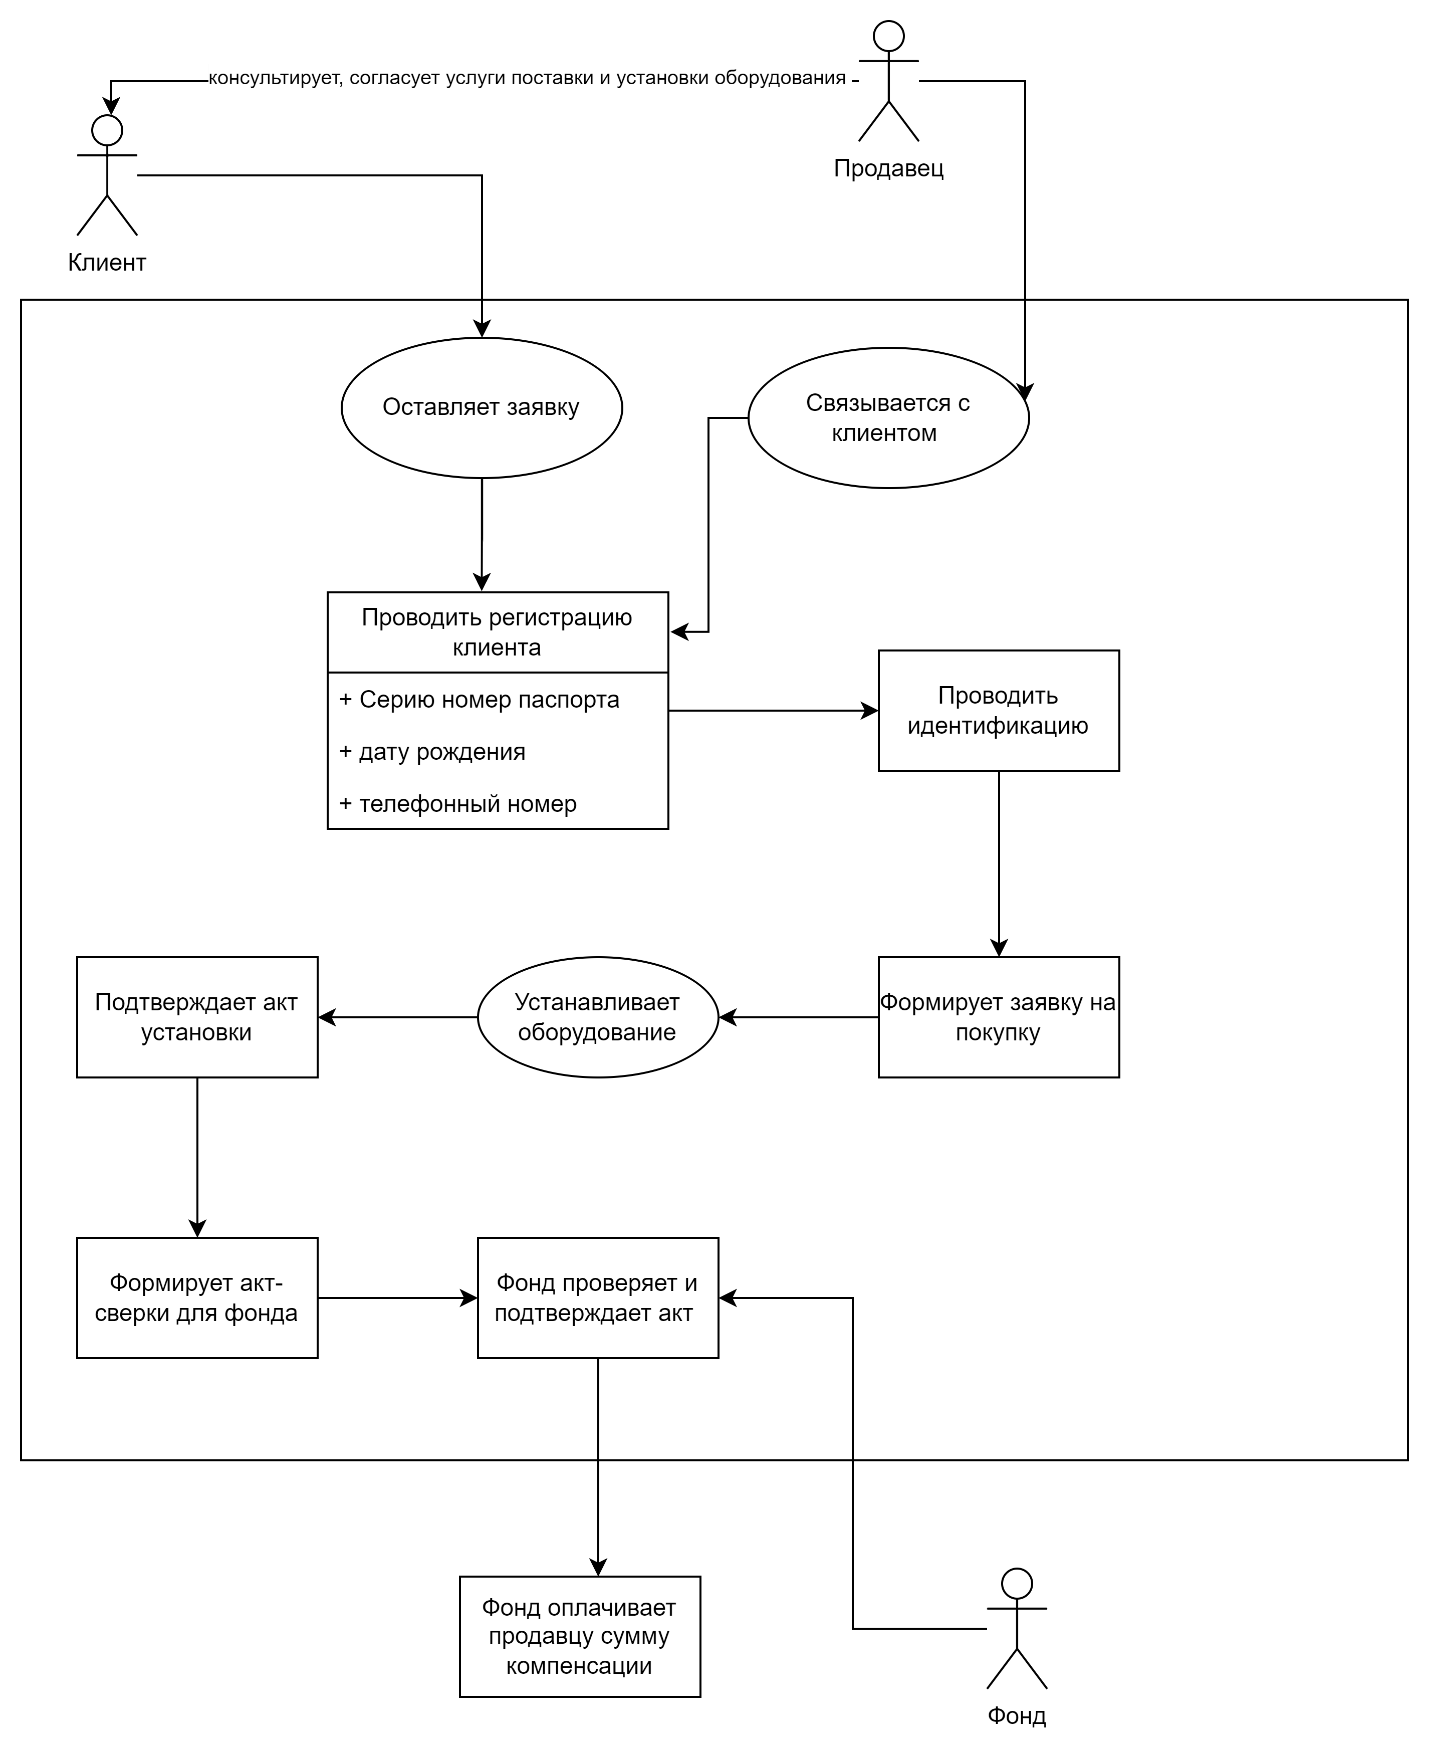 консультирует, согласует услуги поставки и установки оборудования
Продавец
Клиент
Оставляет заявку
Связывается с
клиентом
Проводить регистрацию
клиента
+ Серию номер паспорта
+ дату рождения
+ телефонный номер
Проводить
идентификацию
Подтверждает акт
установки
Устанавливает
оборудование
Формирует заявку на
покупку
Формирует акт-
сверки для фонда
Фонд проверяет и
подтверждает акт
Фонд оплачивает
продавцу сумму
компенсации
Фонд